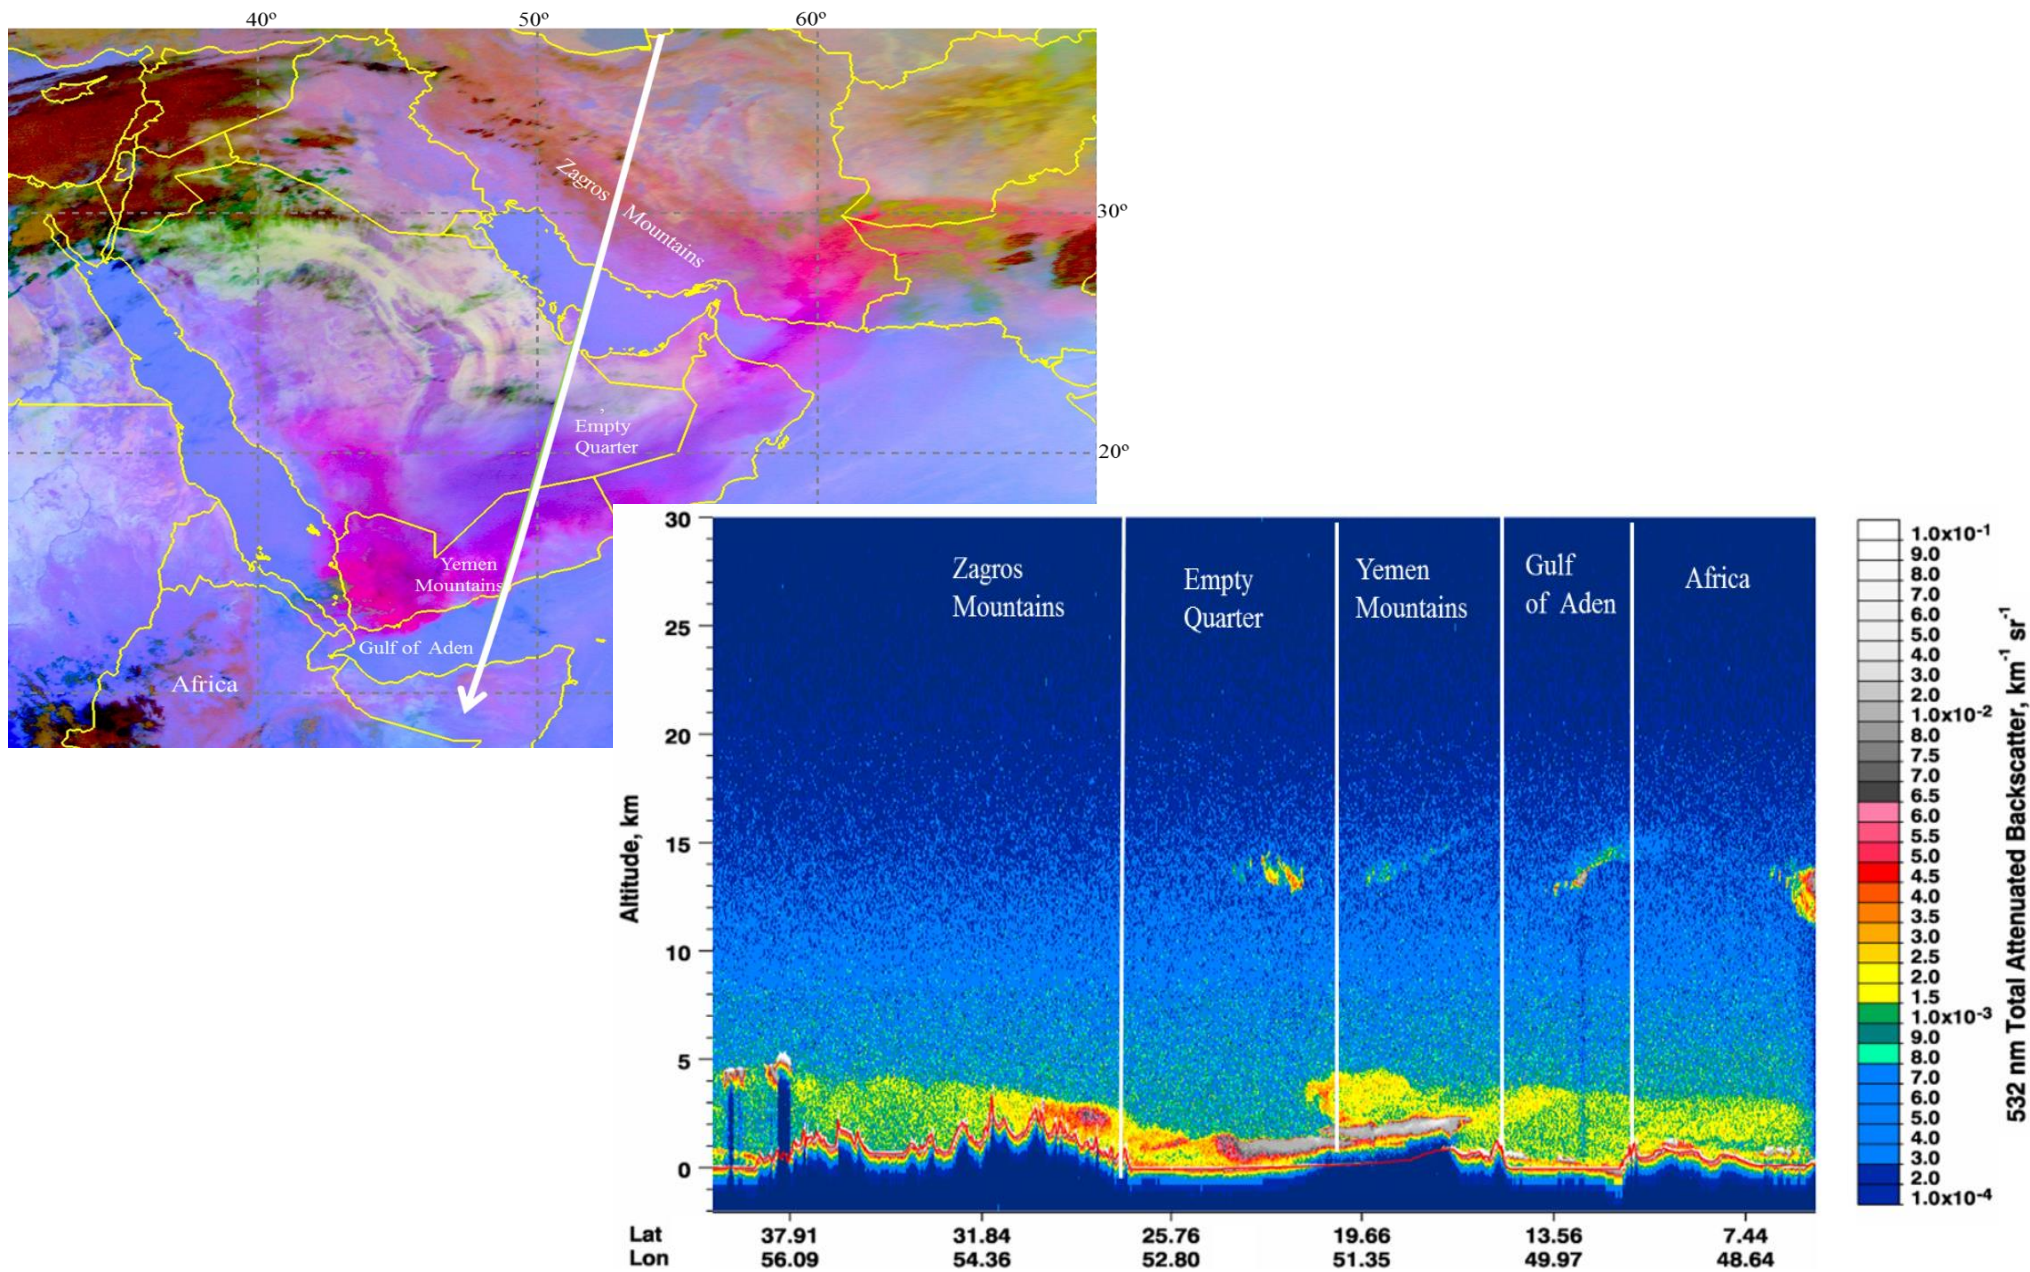 40º 50º 60º
Zagros
Mountains
30º
,
Empty
Quarter
20º
Yemen
Mountains
Gulf of Aden
Africa
30
25
20
15
10
5
0
Altitude, km
Zagros
Mountains
Empty
Quarter
Yemen
Mountains
Gulf
of Aden
Africa
Lat 37.91 31.84 25.76 19.66 13.56 7.44
Lon 56.09 54.36 52.80 51.35 49.97 48.64
1.0x10⁻¹
9.0
8.0
7.0
6.0
5.0
4.0
3.0
2.0
1.0x10⁻²
8.0
7.5
7.0
6.5
6.0
5.5
5.0
4.5
4.0
3.5
3.0
2.5
2.0
1.5
1.0x10⁻³
9.0
8.0
7.0
6.0
5.0
4.0
3.0
2.0
1.0x10⁻⁴
532 nm Total Attenuated Backscatter, km⁻¹ sr⁻¹